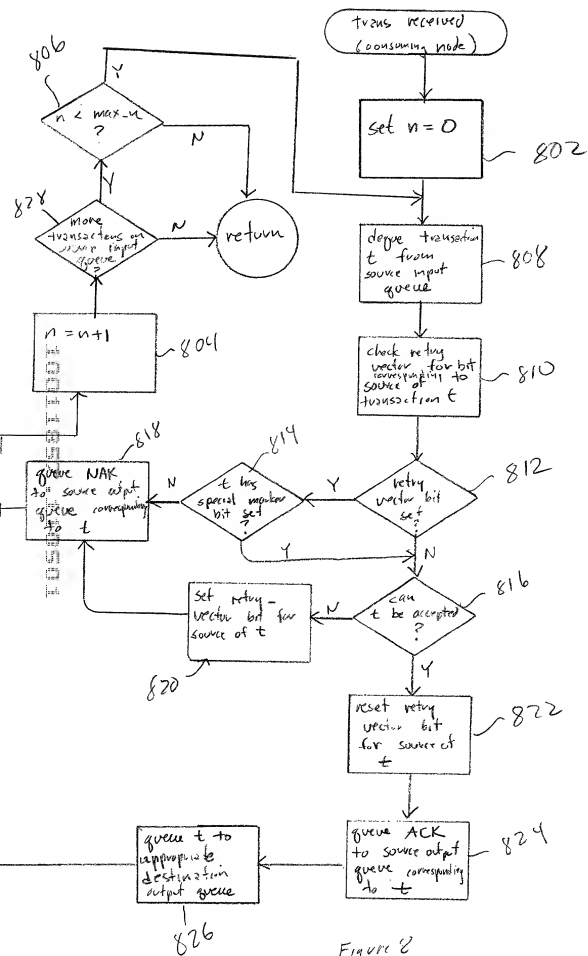 trans received
(consuming node)
set n = 0
802
806
Y
n < max_n
?
N
Y
828
more
transactions on
source input
queue
?
N
return
deque transaction
t from
source input
queue
808
n = n+1
804
check retry
vector for bit
corresponding to
source of
transaction t
810
818
queue NAK
to source output
queue corresponding
to t
N
814
t has
special marker
bit set
?
Y
Y
retry
vector bit
set
?
812
N
set retry_
vector bit for
source of t
820
N
can
t be accepted
?
816
Y
reset retry
vector bit
for source of
t
822
queue ACK
to source output
queue corresponding
to t
824
queue t to
appropriate
destination
output queue
826
Figure 8